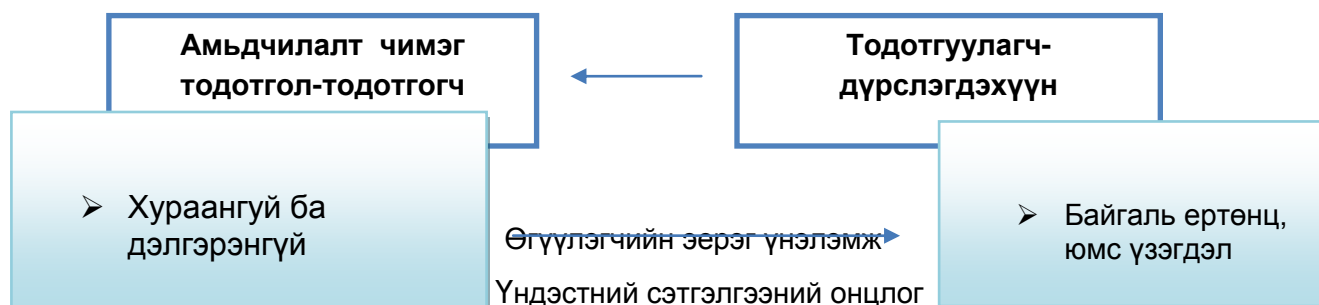 Амьдчилалт чимэг
тодотгол-тодотгогч
Тодотгуулагч-
дүрслэгдэхүүн
Хураангуй ба
дэлгэрэнгүй
Өгүүлэгчийн эерэг үнэлэмж
Үндэстний сэтгэлгээний онцлог
Байгаль ертөнц,
юмс үзэгдэл